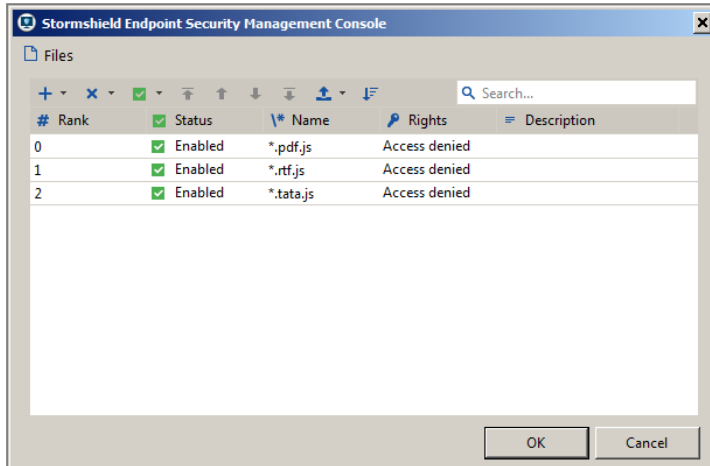 Stormshield Endpoint Security Management Console
Files
Search...
# Rank Status \* Name Rights Description
0 Enabled *.pdf.js Access denied
1 Enabled *.rtf.js Access denied
2 Enabled *.tata.js Access denied
OK Cancel